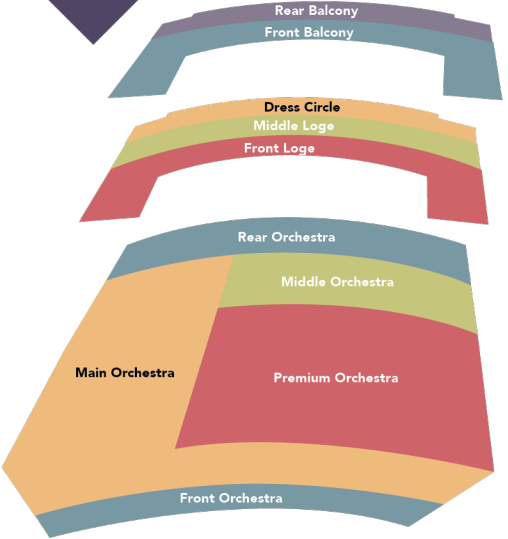 Rear Balcony
Front Balcony
Dress Circle
Middle Loge
Front Loge
Rear Orchestra
Middle Orchestra
Main Orchestra
Premium Orchestra
Front Orchestra